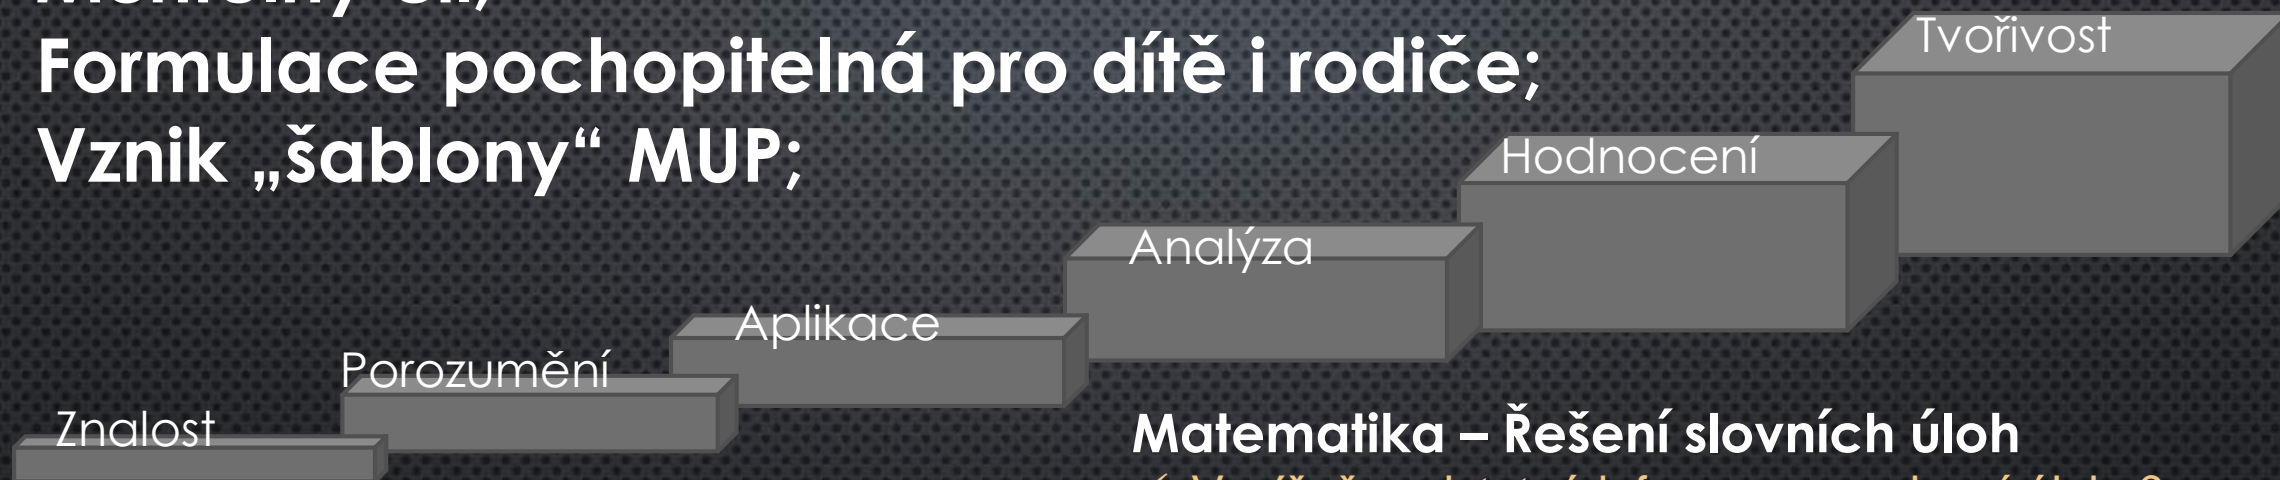 Formulace pochopitelná pro dítě i rodiče;
Vznik „šablony“ MUP;
Tvořivost
Hodnocení
Analýza
Aplikace
Porozumění
Znalost
Matematika – Řešení slovních úloh